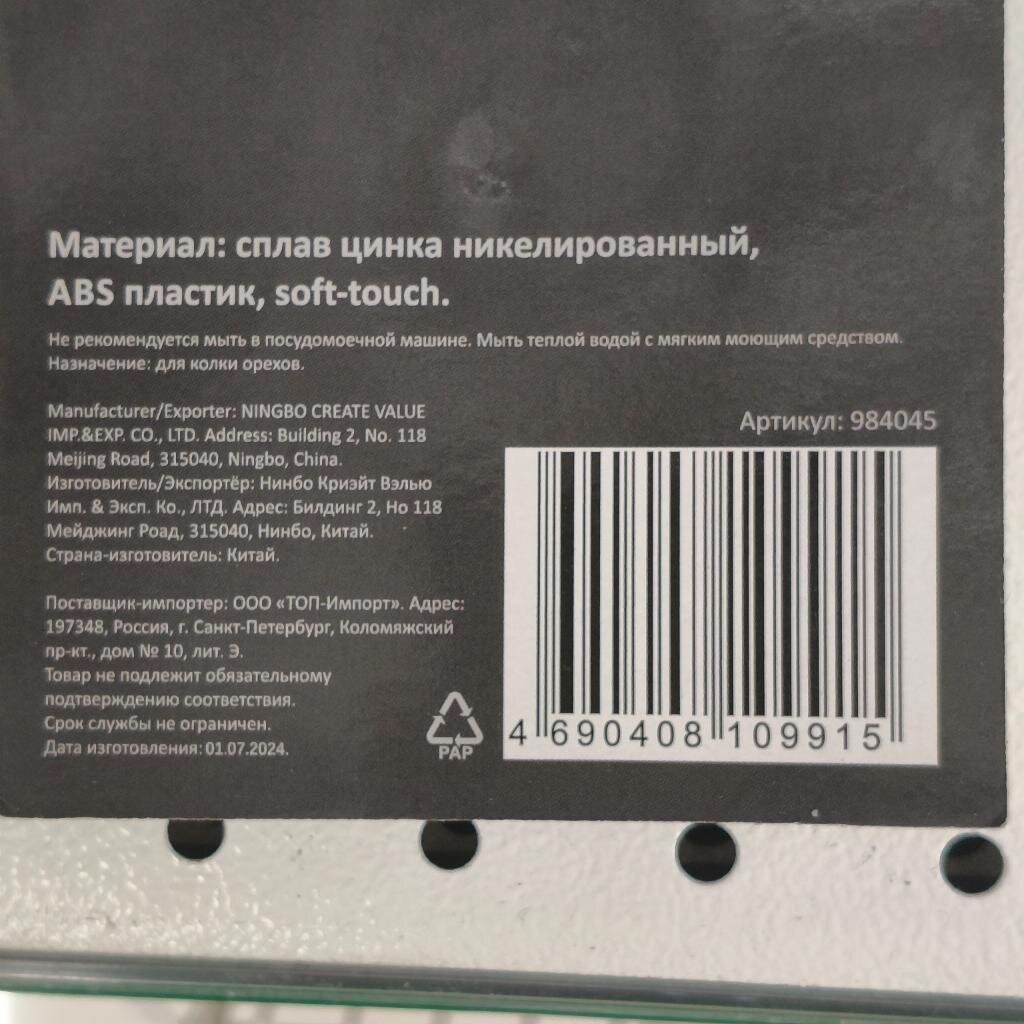 Материал: сплав цинка никелированный,
ABS пластик, soft-touch.
Не рекомендуется мыть в посудомоечной машине. Мыть теплой водой с мягким моющим средством.
Назначение: для колки орехов.
Manufacturer/Exporter: NINGBO CREATE VALUE
IMP.&EXP. CO., LTD. Address: Building 2, No. 118
Meijing Road, 315040, Ningbo, China.
Изготовитель/Экспортёр: Нинбо Криэйт Вэлью
Имп. & Эксп. Ко., ЛТД. Адрес: Билдинг 2, Но 118
Мейджинг Роад, 315040, Нинбо, Китай.
Страна-изготовитель: Китай.
Поставщик-импортер: ООО «ТОП-Импорт». Адрес:
197348, Россия, г. Санкт-Петербург, Коломяжский
пр-кт., дом № 10, лит. Э.
Товар не подлежит обязательному
подтверждению соответствия.
Срок службы не ограничен.
Дата изготовления: 01.07.2024.
PAP
Артикул: 984045
4 690408 109915